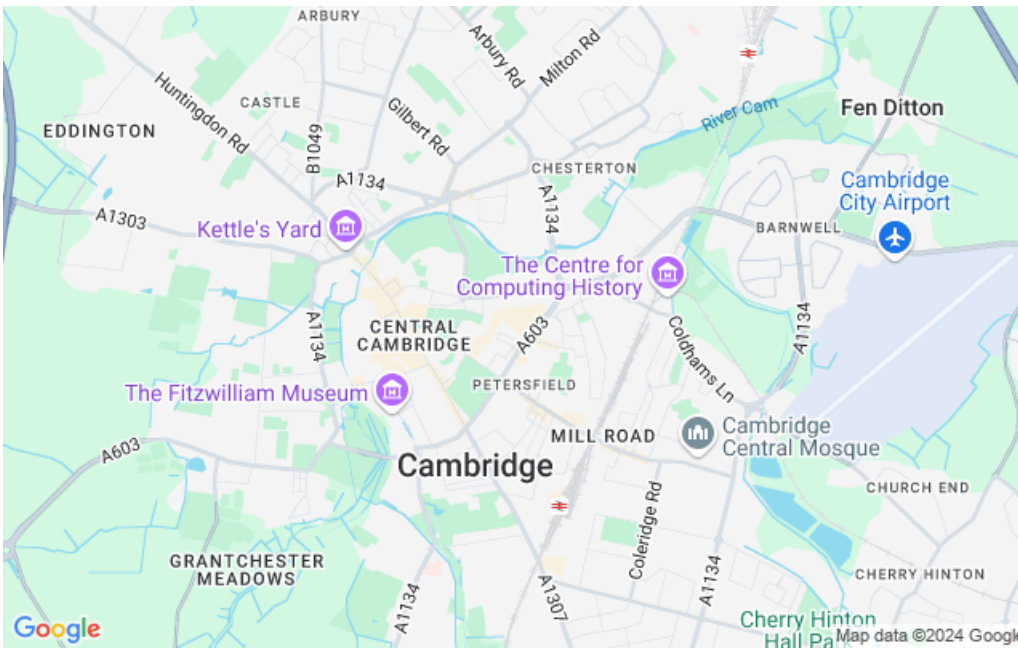 ARBURY
Arbury Rd
Milton Rd
Huntingdon Rd
CASTLE
Gilbert Rd
River Cam
Fen Ditton
EDDINGTON
B1049
A1134
CHESTERTON
A1134
Cambridge
City Airport
A1303
Kettle's Yard
BARNWELL
The Centre for
Computing History
A1134
CENTRAL
CAMBRIDGE
A603
Coldhams Ln
A1134
PETERSFIELD
The Fitzwilliam Museum
MILL ROAD
Cambridge
Central Mosque
A603
Cambridge
CHURCH END
Coleridge Rd
GRANTCHESTER
MEADOWS
A1134
A1307
A1134
CHERRY HINTON
Cherry Hinton
Hall Park
Google
Map data ©2024 Google